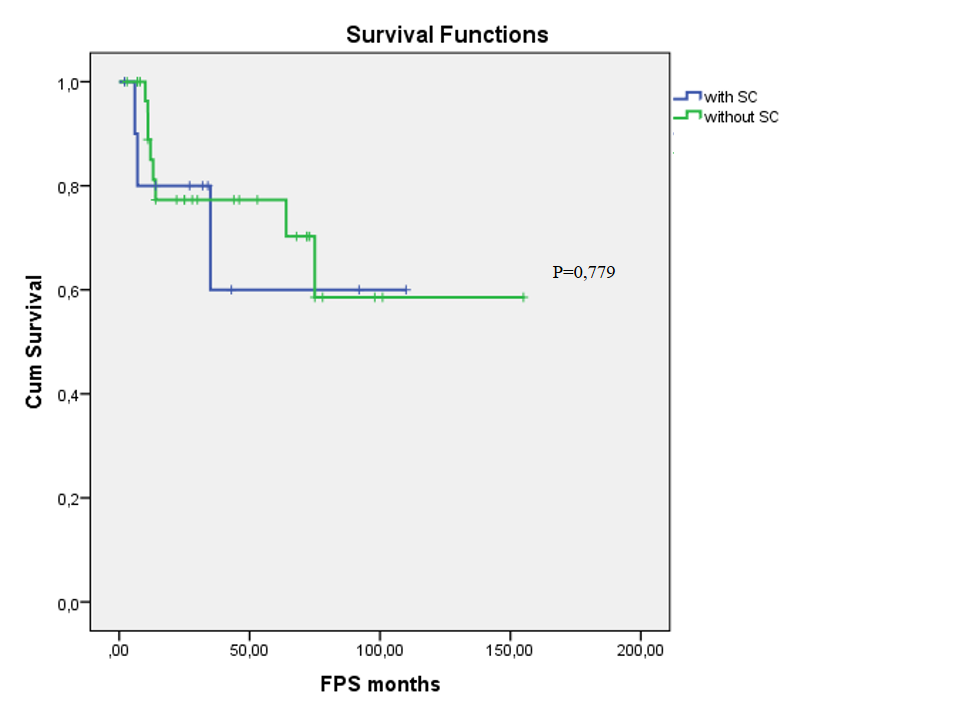 Survival Functions
with SC
without SC
1,0
0,8
0,6
0,4
0,2
0,0
Cum Survival
P=0,779
,00
50,00
100,00
150,00
200,00
FPS months